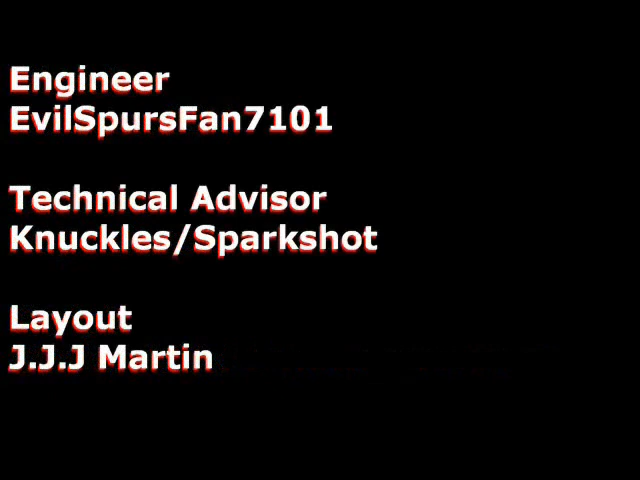 Engineer
EvilSpursFan7101
Technical Advisor
Knuckles/Sparkshot
Layout
J.J.J Martin